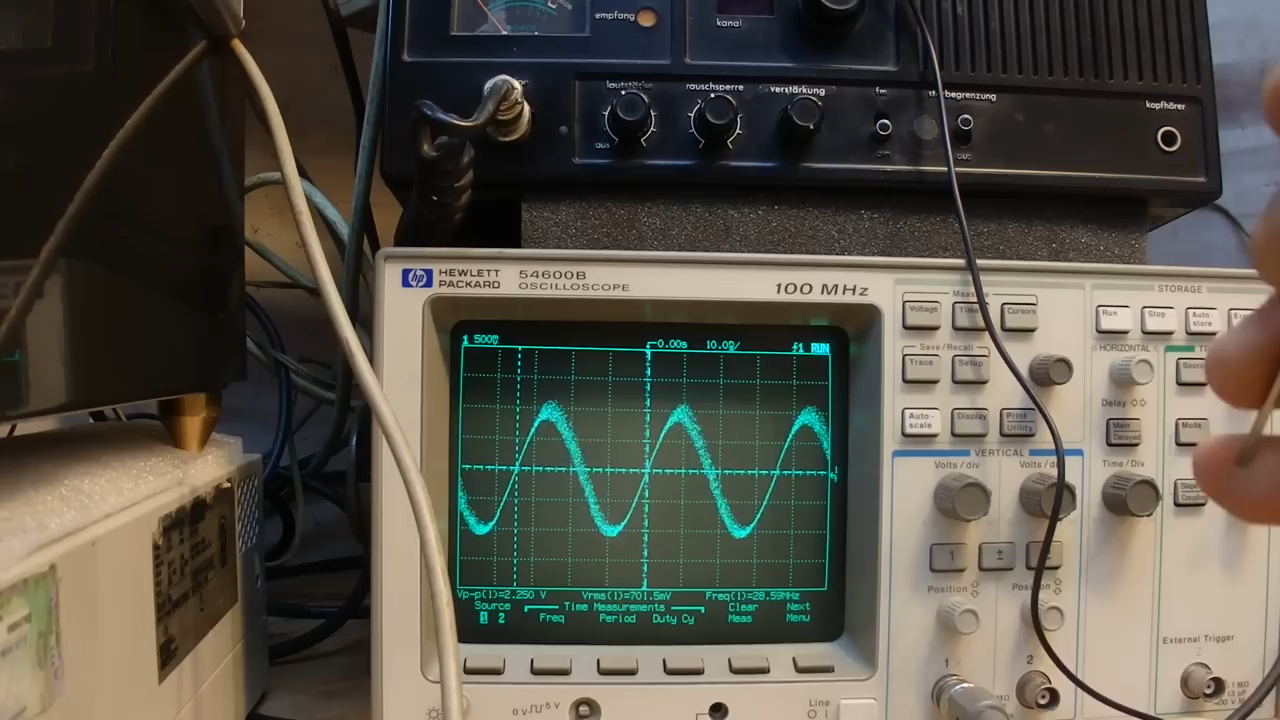 empfang
kanal
lautstärke
rauschsperre
verstärkung
fm
kopfhörer
aus
hp HEWLETT PACKARD
54600B
OSCILLOSCOPE
100 MHz
STORAGE
Measure
Voltage
Time
Cursors
Run
Stop
Auto-store
Save/Recall
Trace
Setup
HORIZONTAL
Delay
Auto-scale
Display
Print Utility
Main Delayed
VERTICAL
Volts/div
Volts/div
Time/Div
1
±
Position
Position
External Trigger
1
2
Line
1 500
0.00s
RUN
Vp-p(1)=2.250 V
Vrms(1)=701.5mV
Freq(1)=28.59MHz
Source
Time Measurements
Clear
Next
1 2
Freq
Period
Duty Cy
Meas
Menu